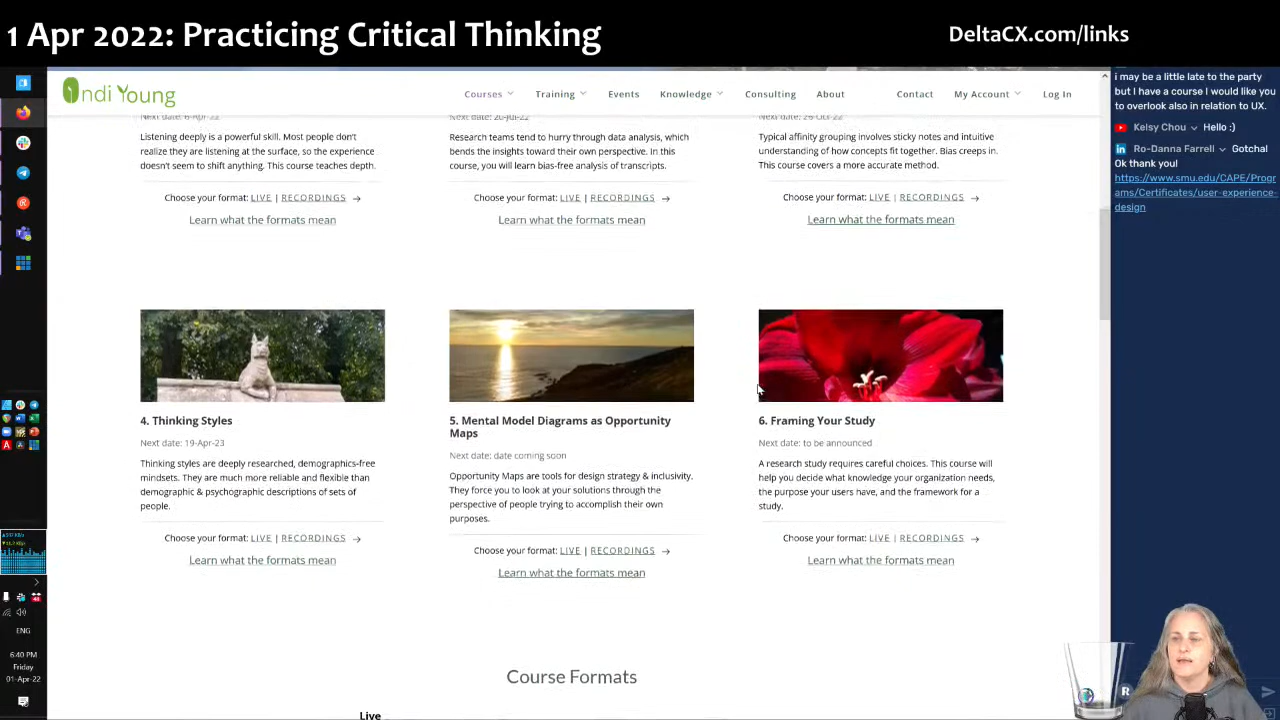 1 Apr 2022: Practicing Critical Thinking
DeltaCX.com/links
Indi Young
Courses
Training
Events
Knowledge
Consulting
About
Contact
My Account
Log In
Listening deeply is a powerful skill. Most people don't
realize they are listening at the surface, so the experience
doesn't seem to shift anything. This course teaches depth.
Choose your format: LIVE | RECORDINGS →
Learn what the formats mean
Research teams tend to hurry through data analysis, which
bends the insights toward their own perspective. In this
course, you will learn bias-free analysis of transcripts.
Choose your format: LIVE | RECORDINGS →
Learn what the formats mean
Typical affinity grouping involves sticky notes and intuitive
understanding of how concepts fit together. Bias creeps in.
This course covers a more accurate method.
Choose your format: LIVE | RECORDINGS →
Learn what the formats mean
4. Thinking Styles
Next date: 19-Apr-23
Thinking styles are deeply researched, demographics-free
mindsets. They are much more reliable and flexible than
demographic & psychographic descriptions of sets of
people.
Choose your format: LIVE | RECORDINGS →
Learn what the formats mean
5. Mental Model Diagrams as Opportunity
Maps
Next date: date coming soon
Opportunity Maps are tools for design strategy & inclusivity.
They force you to look at your solutions through the
perspective of people trying to accomplish their own
purposes.
Choose your format: LIVE | RECORDINGS →
Learn what the formats mean
6. Framing Your Study
Next date: to be announced
A research study requires careful choices. This course will
help you decide what knowledge your organization needs,
the purpose your users have, and the framework for a
study.
Choose your format: LIVE | RECORDINGS →
Learn what the formats mean
Course Formats
Live
i may be a little late to the party
but I have a course I would like you
to overlook also in relation to UX.
Kelsy Chou Hello :)
Ro-Danna Farrell Gotcha!
Ok thank you!
https://www.smu.edu/CAPE/Progr
ams/Certificates/user-experience-
design
ENG
6:40 PM
Friday
01-Apr-22
R